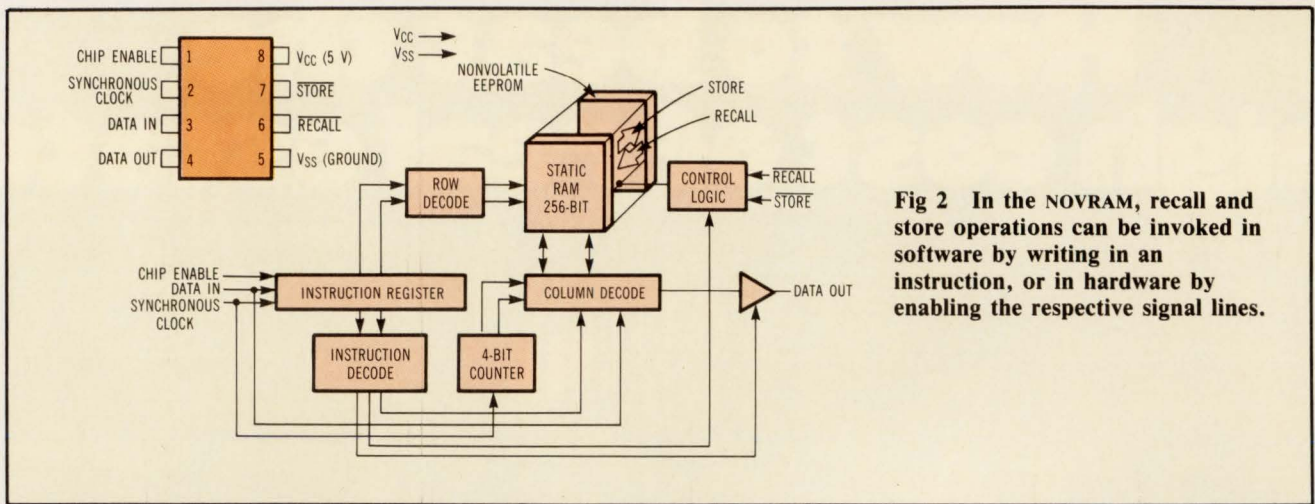 CHIP ENABLE 1
SYNCHRONOUS
CLOCK 2
DATA IN 3
DATA OUT 4
8 VCC (5 V)
7 STORE
6 RECALL
5 VSS (GROUND)
VCC
VSS
NONVOLATILE
EEPROM
STORE
RECALL
STATIC
RAM
256-BIT
ROW
DECODE
CONTROL
LOGIC
RECALL
STORE
CHIP ENABLE
DATA IN
SYNCHRONOUS
CLOCK
INSTRUCTION REGISTER
COLUMN DECODE
DATA OUT
INSTRUCTION
DECODE
4-BIT
COUNTER
Fig 2 In the NOVRAM, recall and
store operations can be invoked in
software by writing in an
instruction, or in hardware by
enabling the respective signal lines.